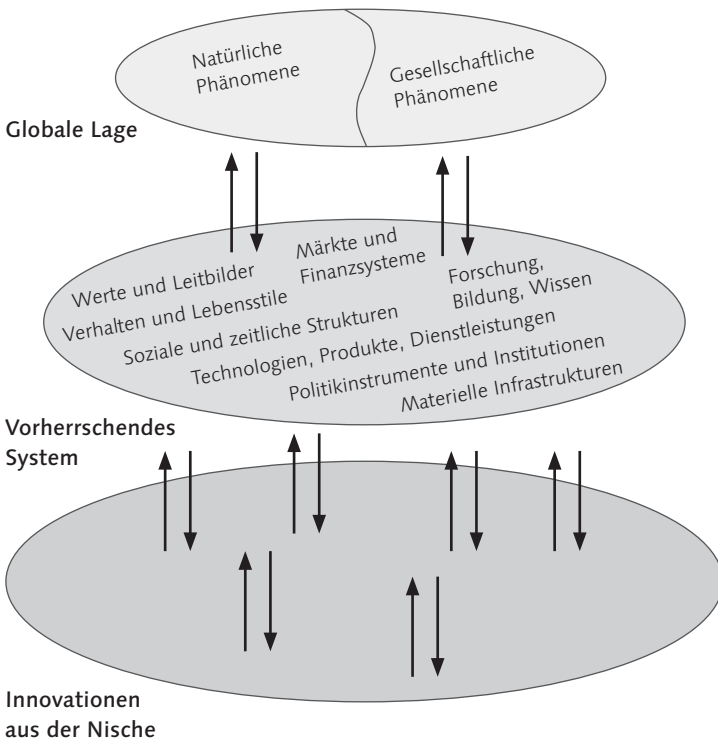 Natürliche
Phänomene
Gesellschaftliche
Phänomene
Globale Lage
Werte und Leitbilder
Märkte und
Finanzsysteme
Forschung,
Bildung, Wissen
Verhalten und Lebensstile
Soziale und zeitliche Strukturen
Technologien, Produkte, Dienstleistungen
Politikinstrumente und Institutionen
Materielle Infrastrukturen
Vorherrschendes
System
Innovationen
aus der Nische